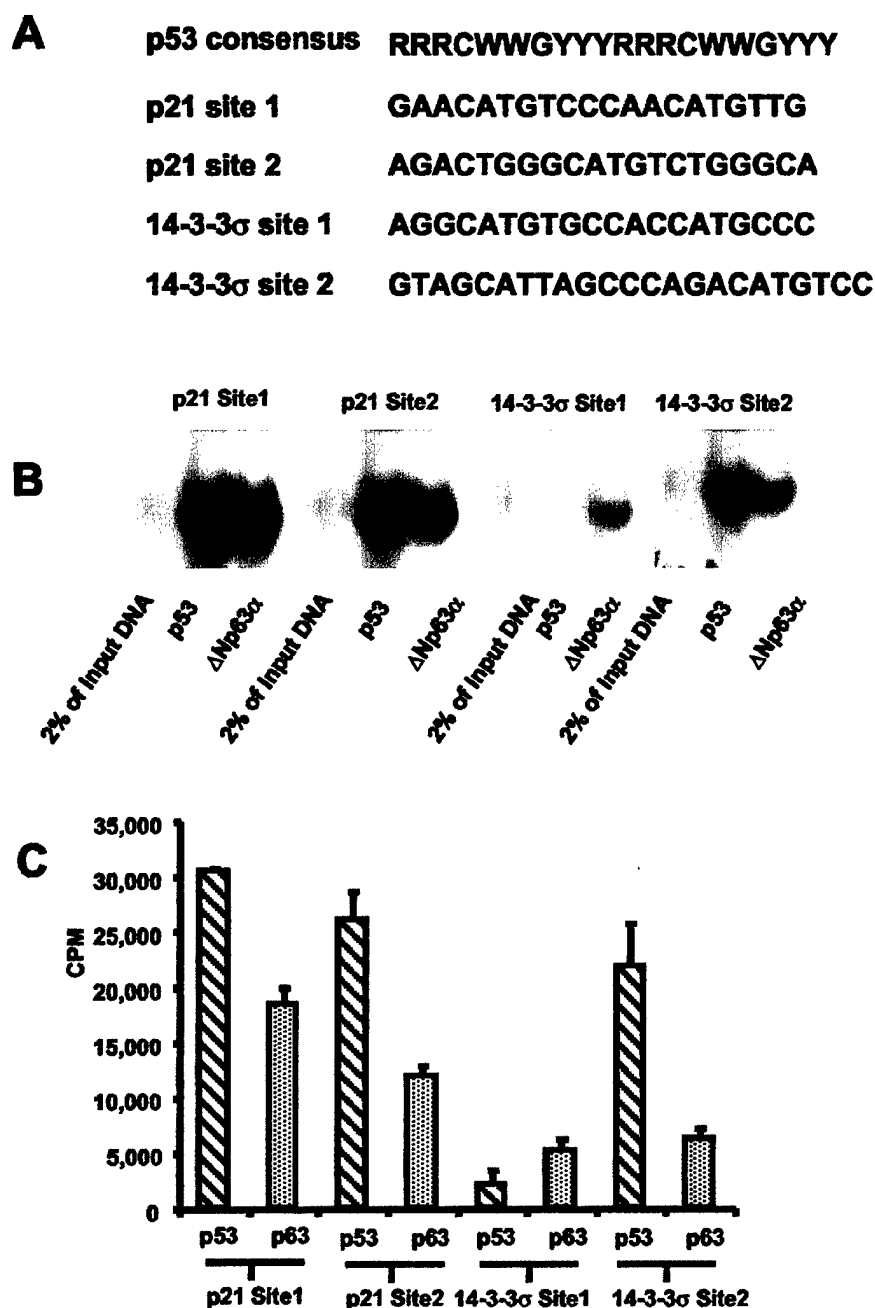 A
p53 consensus RRRCWWGYYYRRRCWWGYYY
p21 site 1 GAACATGTCCCAACATGTTG
p21 site 2 AGACTGGGCATGTCTGGGCA
14-3-3σ site 1 AGGCATGTGCCACCATGCCC
14-3-3σ site 2 GTAGCATTAGCCCAGACATGTCC
p21 Site1 p21 Site2 14-3-3σ Site1 14-3-3σ Site2
B
2% of Input DNA p53 ΔNp63α 2% of Input DNA p53 ΔNp63α 2% of Input DNA p53 ΔNp63α 2% of Input DNA p53 ΔNp63α
C
CPM
35,000
30,000
25,000
20,000
15,000
10,000
5,000
0
p53 p63 p53 p63 p53 p63 p53 p63
p21 Site1 p21 Site2 14-3-3σ Site1 14-3-3σ Site2